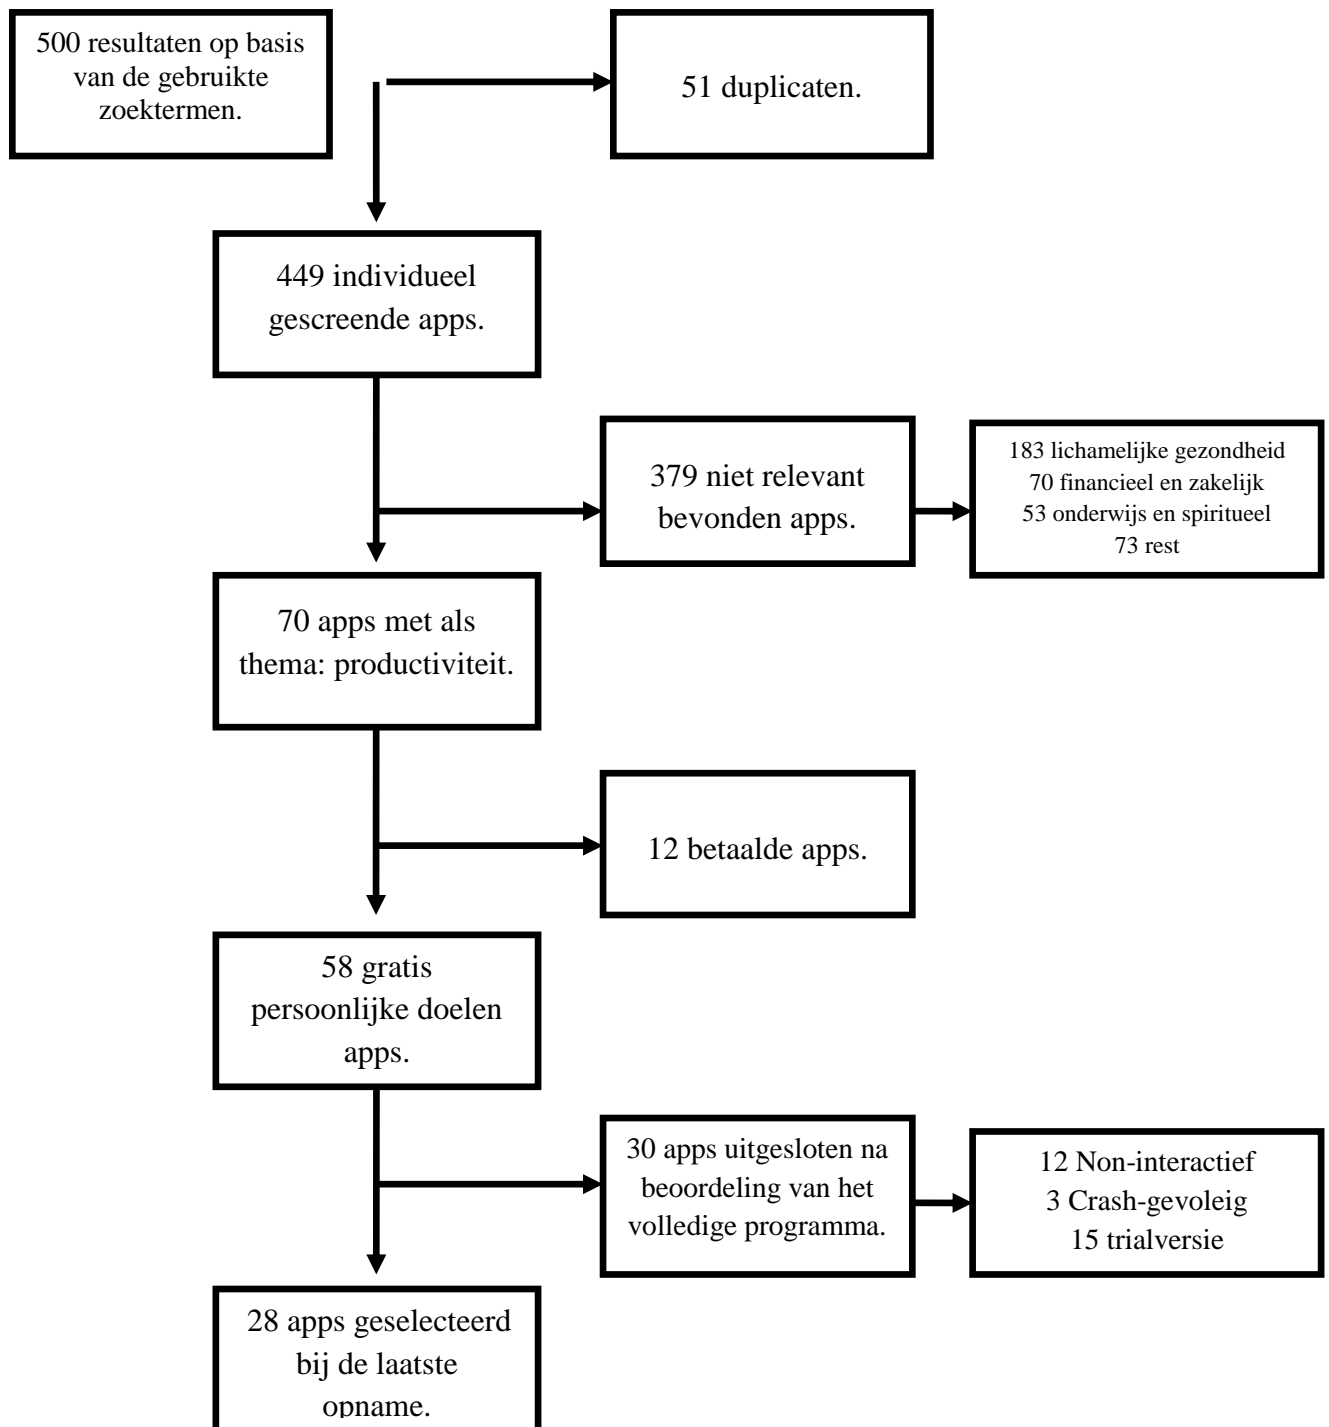 500 resultaten op basis
van de gebruikte
zoektermen.
51 duplicaten.
449 individueel
gescreende apps.
379 niet relevant
bevonden apps.
183 lichamelijke gezondheid
70 financieel en zakelijk
53 onderwijs en spiritueel
73 rest
70 apps met als
thema: productiviteit.
12 betaalde apps.
58 gratis
persoonlijke doelen
apps.
30 apps uitgesloten na
beoordeling van het
volledige programma.
12 Non-interactief
3 Crash-gevoleig
15 trialversie
28 apps geselecteerd
bij de laatste
opname.